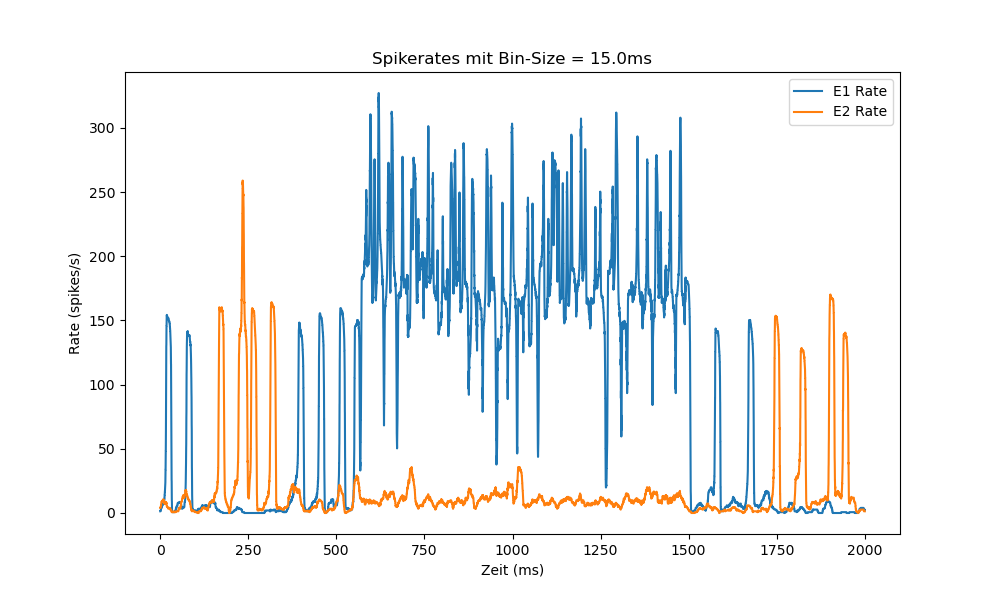 Spikerates mit Bin-Size = 15.0ms
E1 Rate
E2 Rate
Rate (spikes/s)
300
250
200
150
100
50
0
0 250 500 750 1000 1250 1500 1750 2000
Zeit (ms)